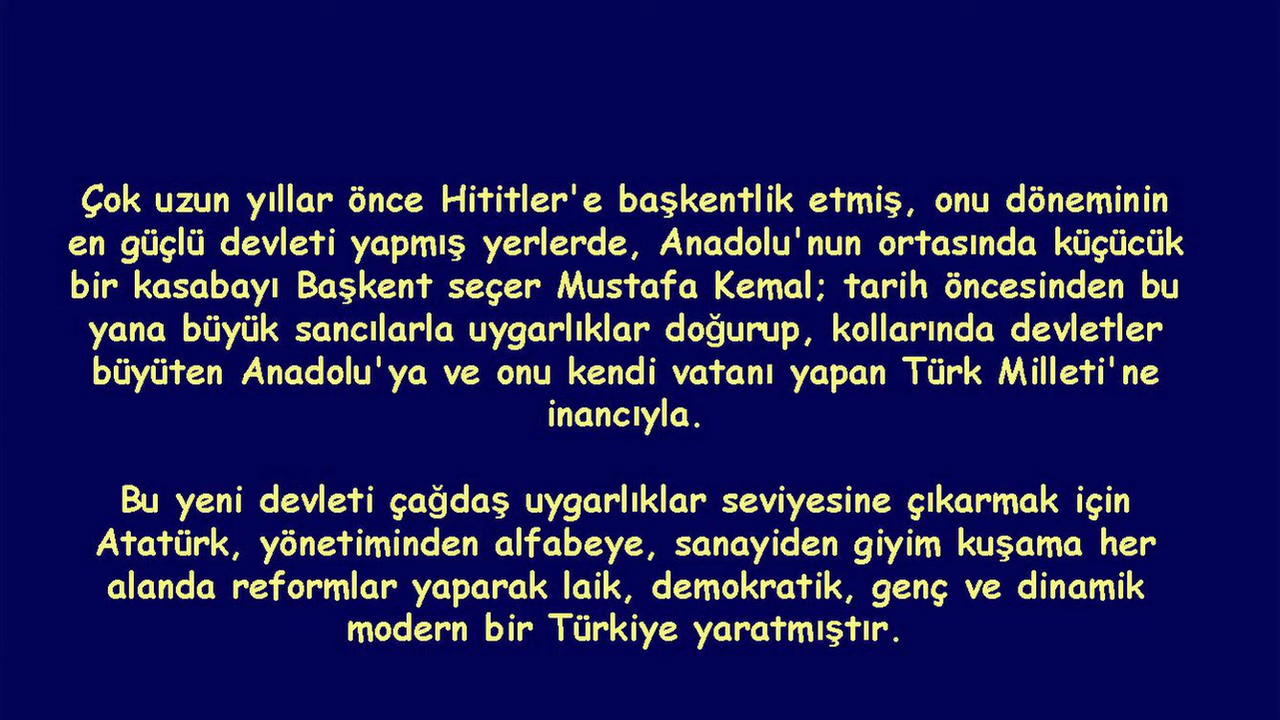 Çok uzun yıllar önce Hititler'e başkentlik etmiş, onu döneminin
en güçlü devleti yapmış yerlerde, Anadolu'nun ortasında küçücük
bir kasabayı Başkent seçer Mustafa Kemal; tarih öncesinden bu
yana büyük sancılarla uygarlıklar doğurup, kollarında devletler
büyüten Anadolu'ya ve onu kendi vatanı yapan Türk Milleti'ne
inancıyla.
Bu yeni devleti çağdaş uygarlıklar seviyesine çıkarmak için
Atatürk, yönetiminden alfabeye, sanayiden giyim kuşama her
alanda reformlar yaparak laik, demokratik, genç ve dinamik
modern bir Türkiye yaratmıştır.